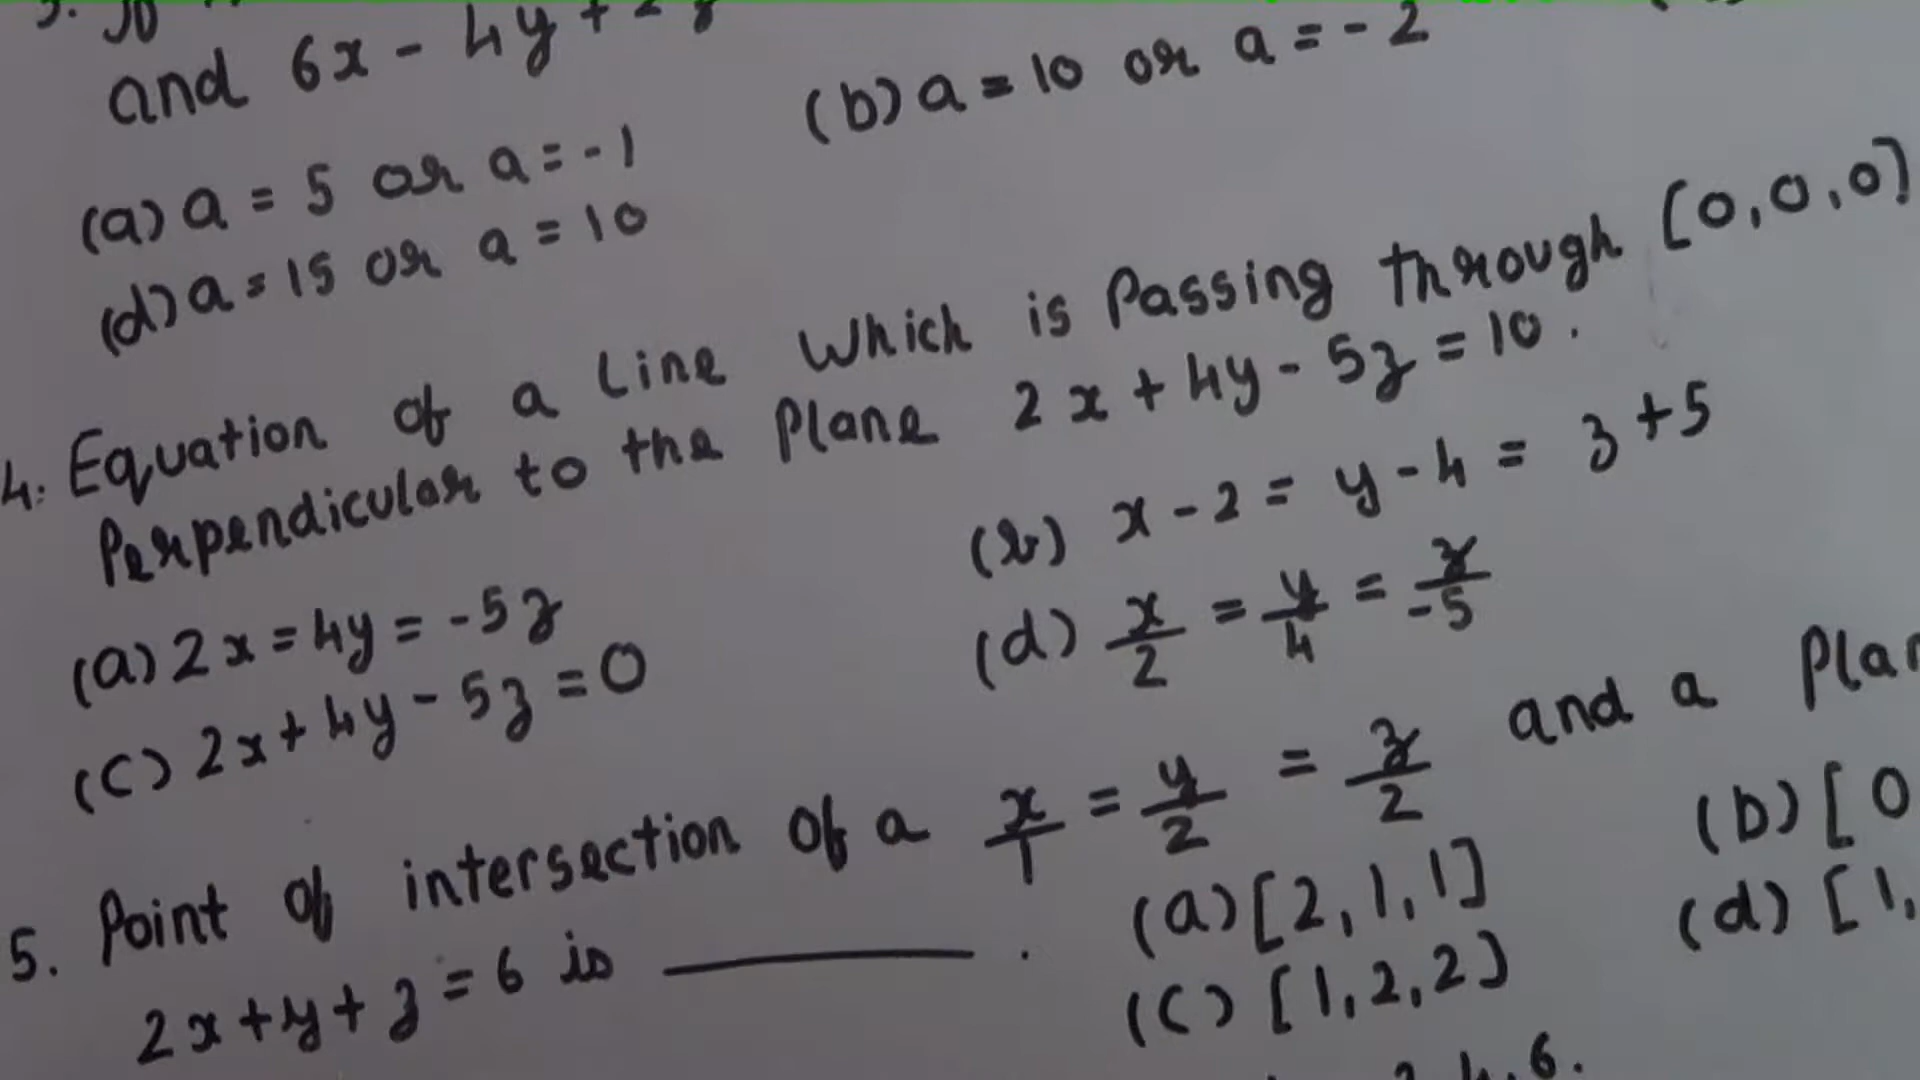 and 6x - 4y + 2z
(a) a = 5 or a = -1
(b) a = 10 or a = -2
(d) a = 15 or a = 10
4. Equation of a Line which is Passing through [0,0,0]
Perpendicular to the Plane 2x + 4y - 5z = 10.
(a) 2x = 4y = -5z
(b) x - 2 = y - 4 = z + 5
(c) 2x + 4y - 5z = 0
(d) x/2 = y/4 = z/-5
5. Point of intersection of a x/1 = y/2 = z/2 and a
2x + y + z = 6 is ______.
(a) [2, 1, 1]
(b) [0
(c) [1, 2, 2]
(d) [1,